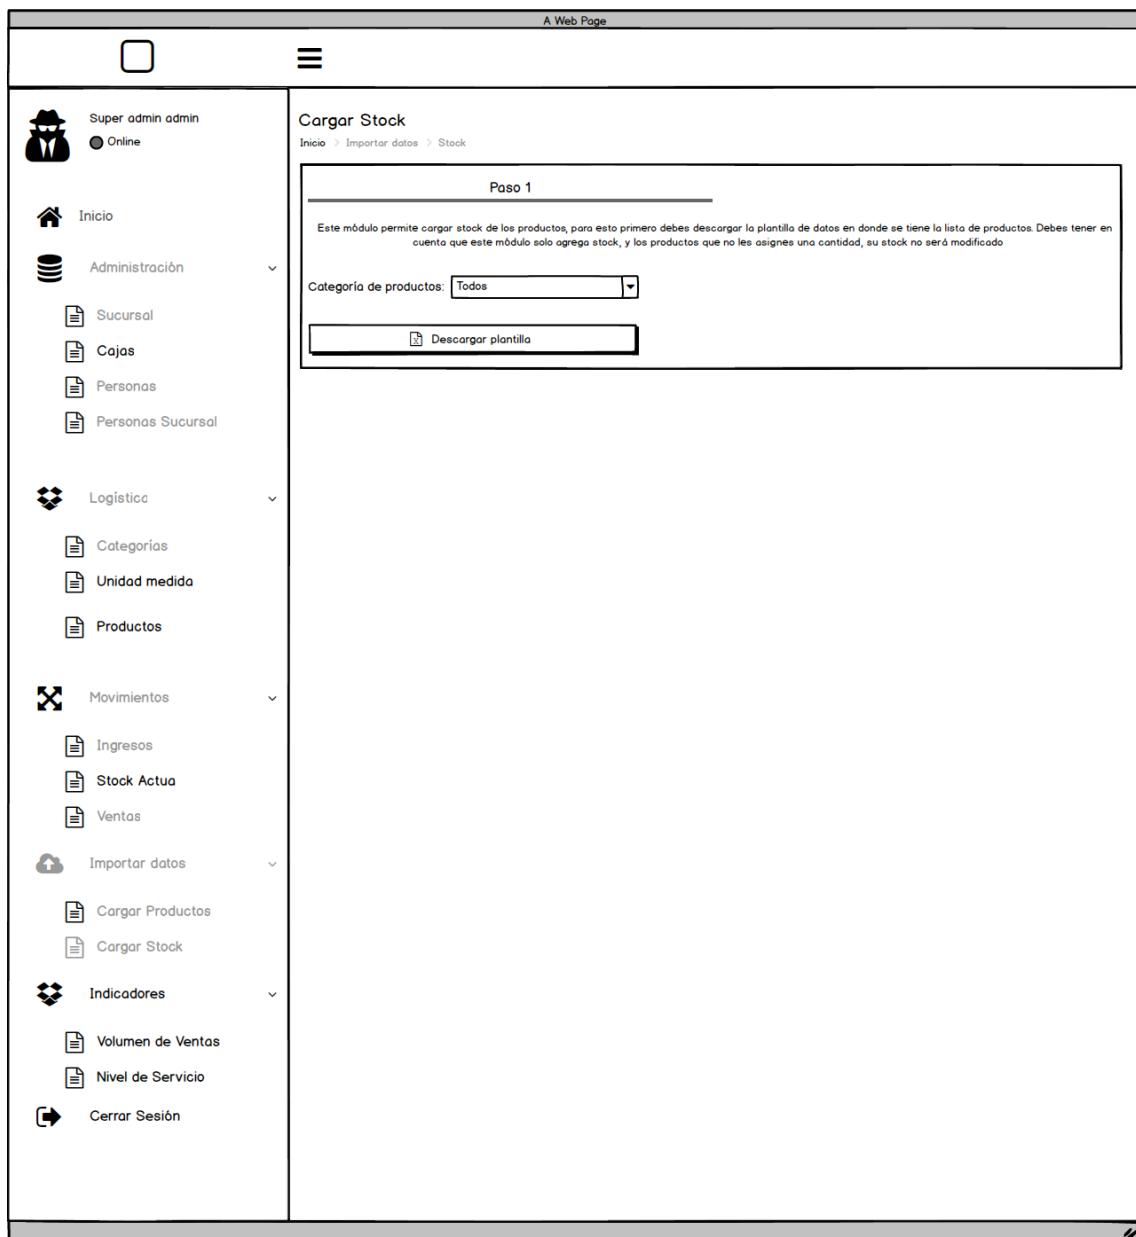 A Web Page
Super admin admin
Online
Inicio
Administración
Sucursal
Cajas
Personas
Personas Sucursal
Logística
Categorías
Unidad medida
Productos
Movimientos
Ingresos
Stock Actua
Ventas
Importar datos
Cargar Productos
Cargar Stock
Indicadores
Volumen de Ventas
Nivel de Servicio
Cerrar Sesión
Cargar Stock
Inicio > Importar datos > Stock
Paso 1
Este módulo permite cargar stock de los productos, para esto primero debes descargar la plantilla de datos en donde se tiene la lista de productos. Debes tener en
cuenta que este módulo solo agrega stock, y los productos que no les asignes una cantidad, su stock no será modificado
Categoría de productos: Todos
Descargar plantilla